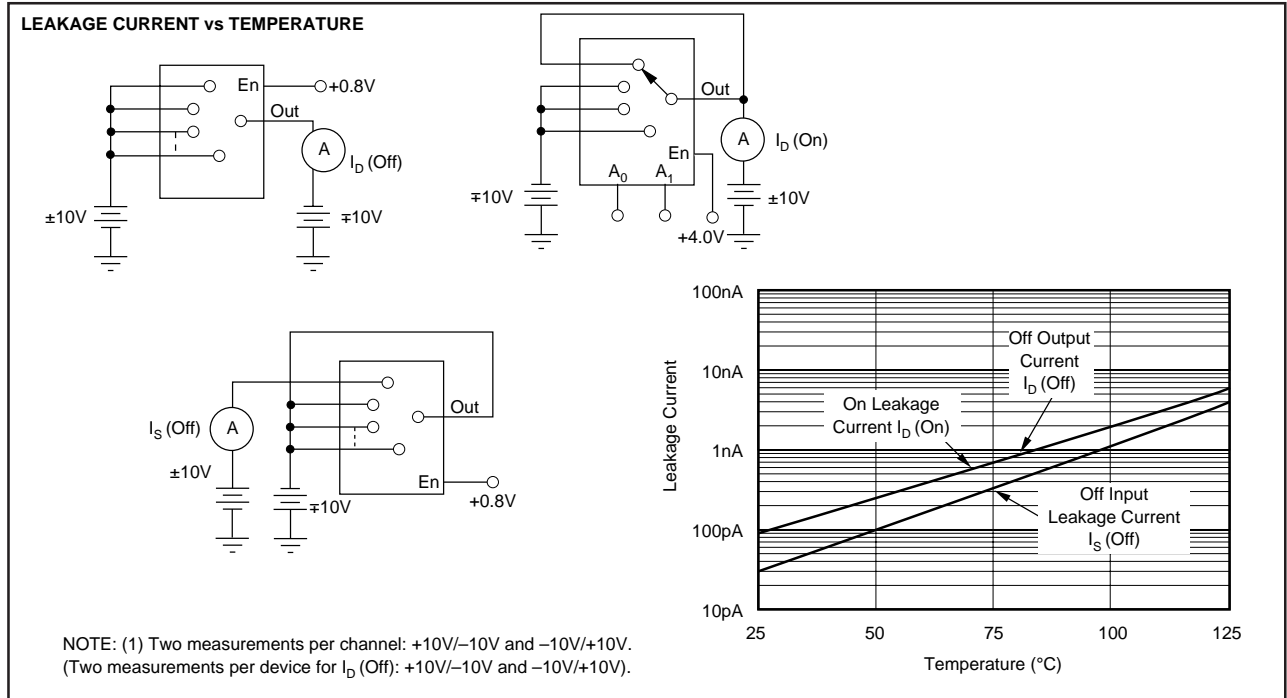 LEAKAGE CURRENT vs TEMPERATURE
En
+0.8V
Out
A
I_D (Off)
±10V
∓10V
Out
A
I_D (On)
En
A_0 A_1
∓10V
±10V
+4.0V
I_S (Off)
A
Out
±10V
∓10V
En
+0.8V
Leakage Current
100nA
10nA
1nA
100pA
10pA
Off Output
Current
I_D (Off)
On Leakage
Current I_D (On)
Off Input
Leakage Current
I_S (Off)
25 50 75 100 125
Temperature (°C)
NOTE: (1) Two measurements per channel: +10V/–10V and –10V/+10V.
(Two measurements per device for I_D (Off): +10V/–10V and –10V/+10V).